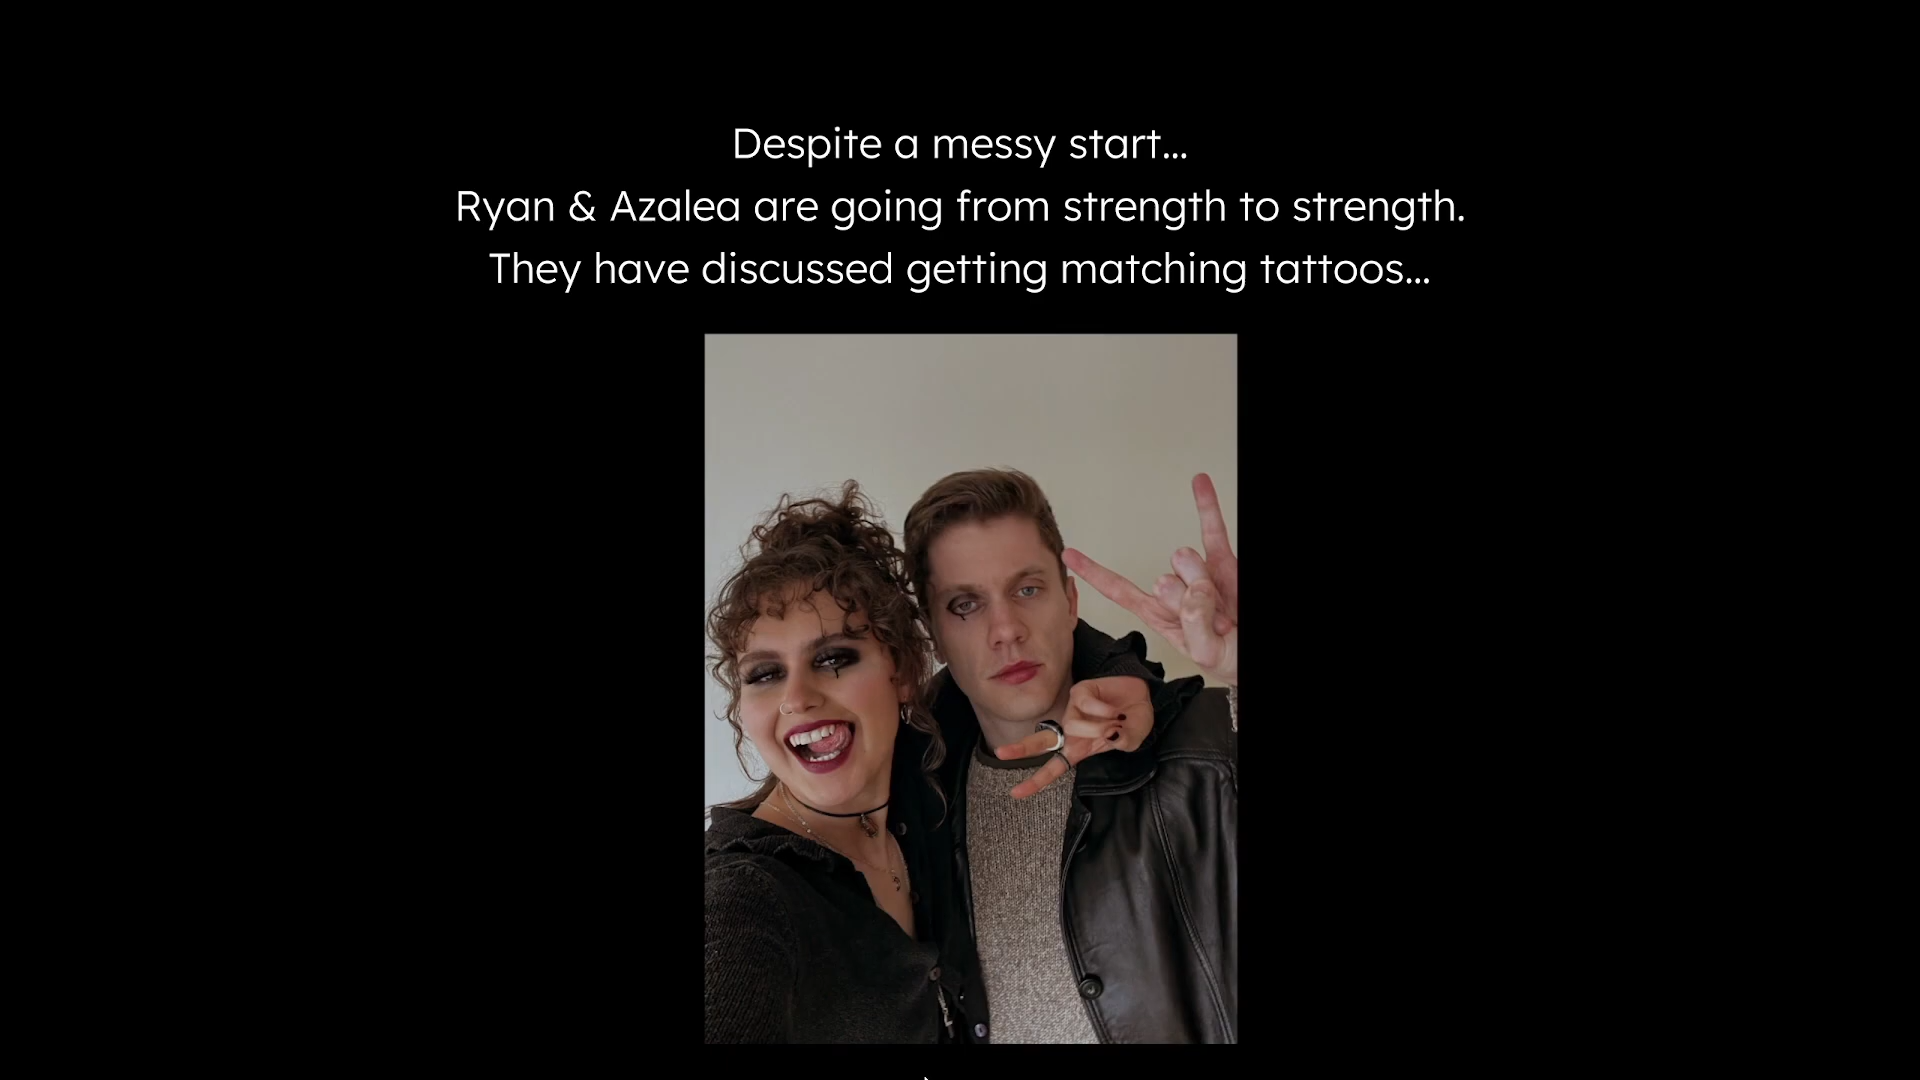 Despite a messy start...
Ryan & Azalea are going from strength to strength.
They have discussed getting matching tattoos...